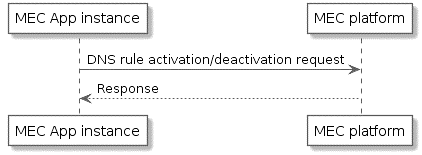 MEC App instance
MEC platform
DNS rule activation/deactivation request
Response
MEC App instance
MEC platform